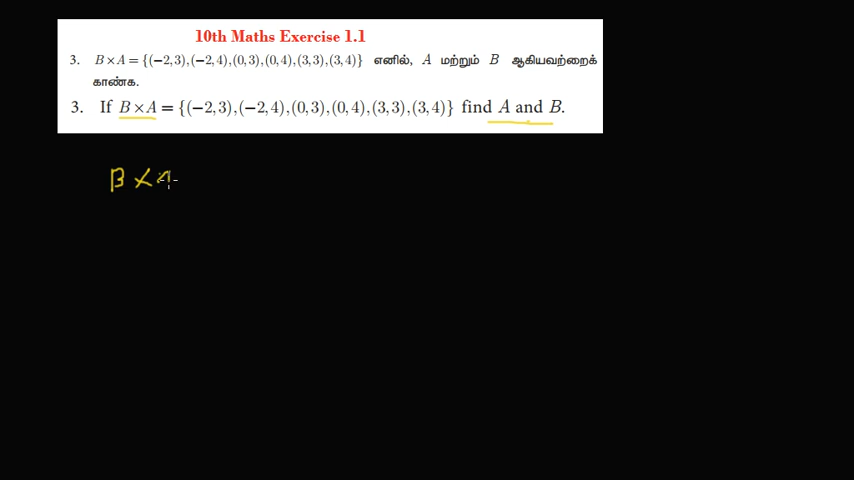 10th Maths Exercise 1.1
3. B×A = {(−2,3),(−2,4),(0,3),(0,4),(3,3),(3,4)} எனில், A மற்றும் B ஆகியவற்றைக்
காண்க.
3. If B×A = {(−2,3),(−2,4),(0,3),(0,4),(3,3),(3,4)} find A and B.
B × A